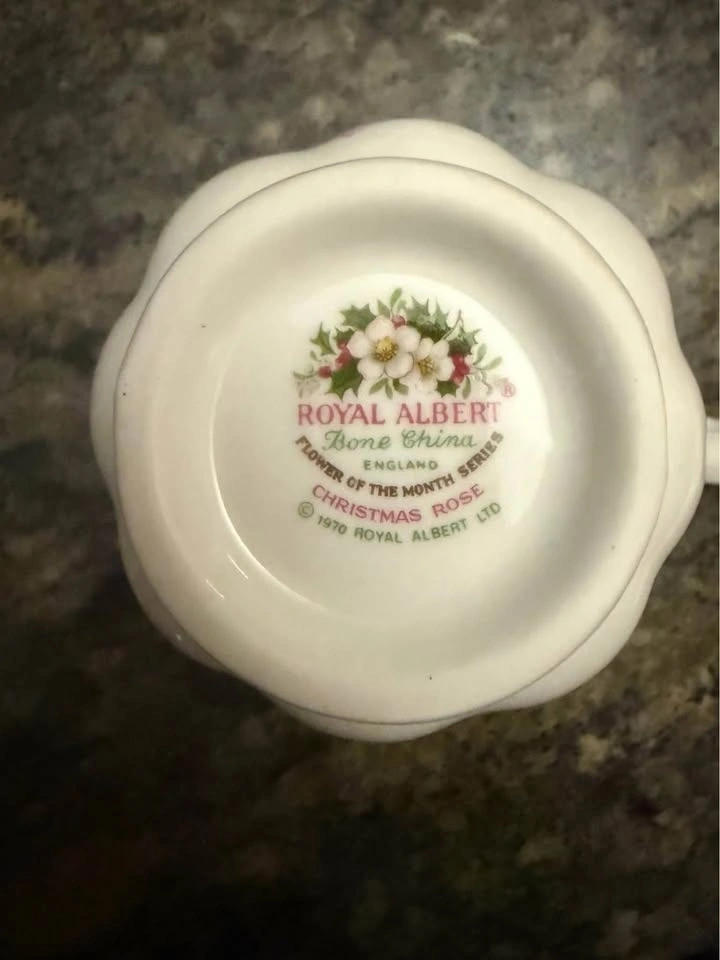 ROYAL ALBERT®
Bone China
ENGLAND
FLOWER OF THE MONTH SERIES
CHRISTMAS ROSE
© 1970 ROYAL ALBERT LTD